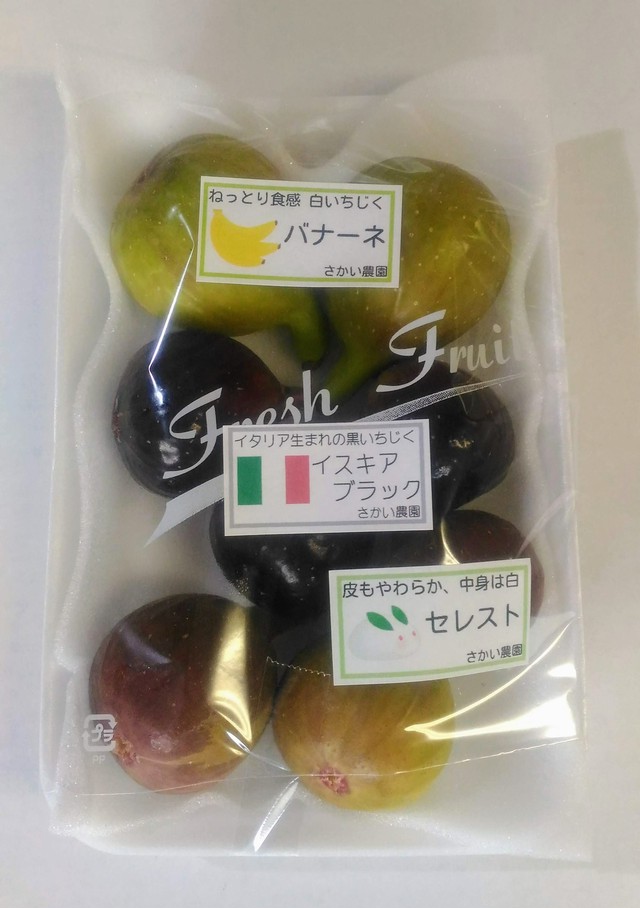 ねっとり食感 白いちじく
バナーネ
さかい農園
Fresh Fruit
イタリア生まれの黒いちじく
イスキア
ブラック
さかい農園
皮もやわらか、中身は白
セレスト
さかい農園
プラ
PP